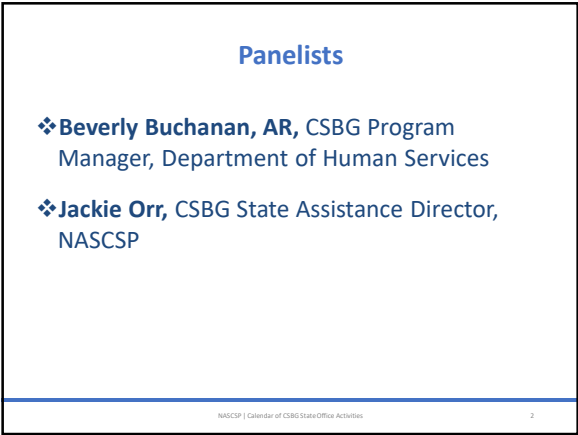 Panelists
❖Beverly Buchanan, AR, CSBG Program
Manager, Department of Human Services
❖Jackie Orr, CSBG State Assistance Director,
NASCSP
NASCSP | Calendar of CSBG State Office Activities
2